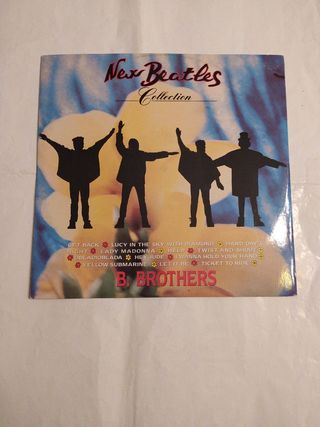 New Beatles
Collection
GET BACK LUCY IN THE SKY WITH DIAMOND HARD DAY'S
NIGHT LADY MADONNA HELP TWIST AND SHOUT
OBLADIOBLADA HEY JUDE I WANNA HOLD YOUR HAND
YELLOW SUBMARINE LET IT BE TICKET TO RIDE
B. BROTHERS